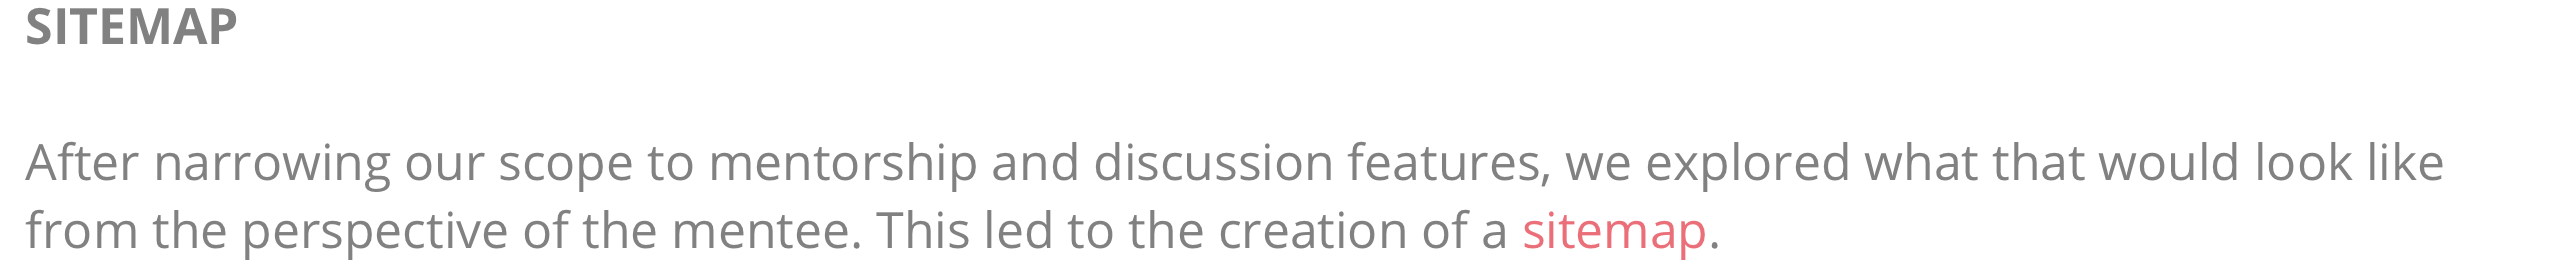 SITEMAP
After narrowing our scope to mentorship and discussion features, we explored what that would look like
from the perspective of the mentee. This led to the creation of a sitemap.